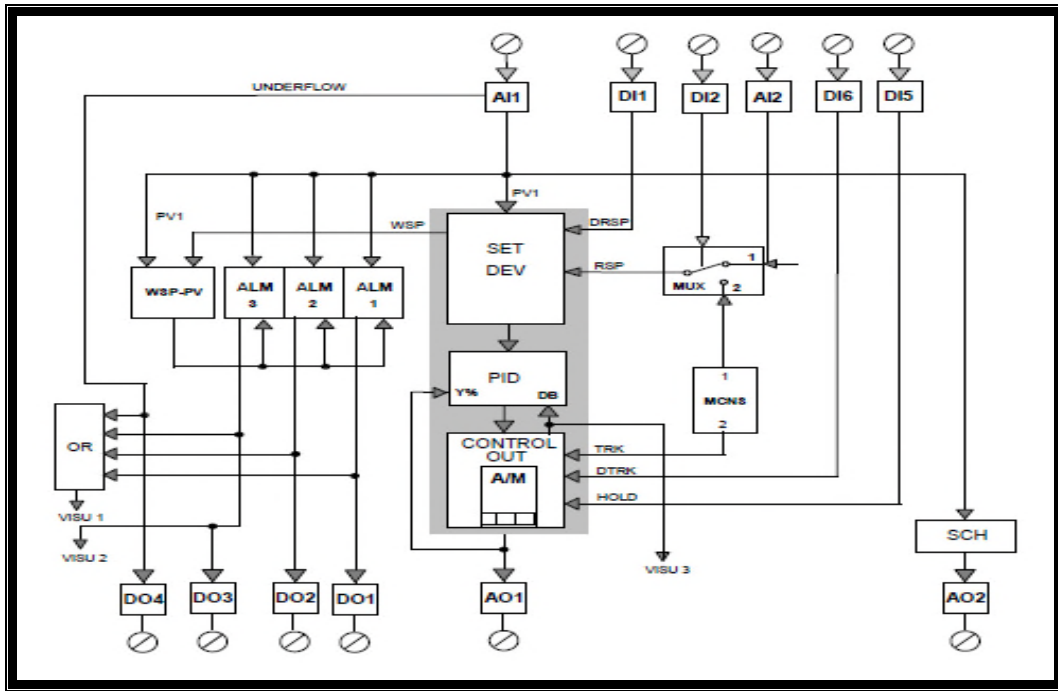 UNDERFLOW
AI1
DI1
DI2
AI2
DI6
DI5
PV1
PV1
WSP
DRSP
SET
DEV
RSP
1
MUX
2
WSP-PV
ALM
3
ALM
2
ALM
1
PID
Y%
DB
1
MCNS
2
OR
CONTROL
OUT
A/M
TRK
DTRK
HOLD
VISU 1
VISU 2
VISU 3
SCH
DO4
DO3
DO2
DO1
AO1
AO2